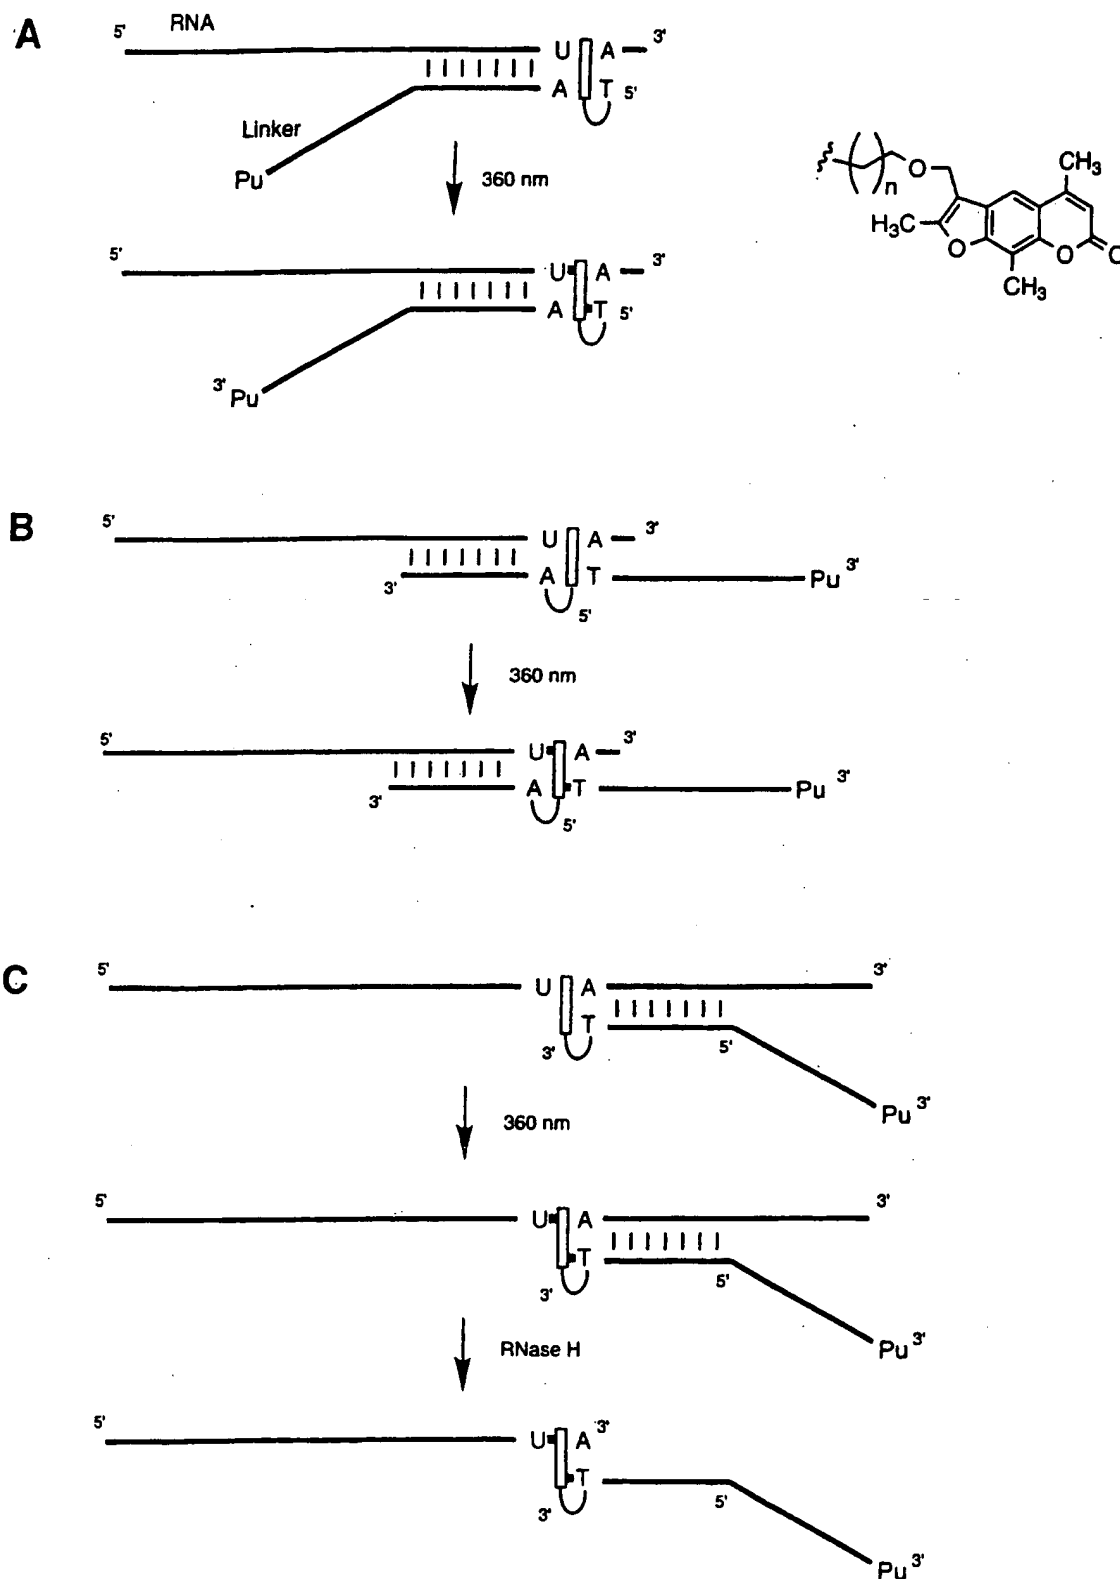 A
5' RNA U A 3'
A T 5'
Linker
Pu
360 nm
5' U A 3'
A T 5'
3' Pu
O CH3
n
H3C
O O O
CH3
B
5' U A 3'
3' A T Pu 3'
5'
360 nm
5' U A 3'
3' A T Pu 3'
5'
C
5' U A 3'
T
3' 5'
Pu 3'
360 nm
5' U A 3'
T
3' 5'
Pu 3'
RNase H
5' U A 3'
T
3' 5'
Pu 3'